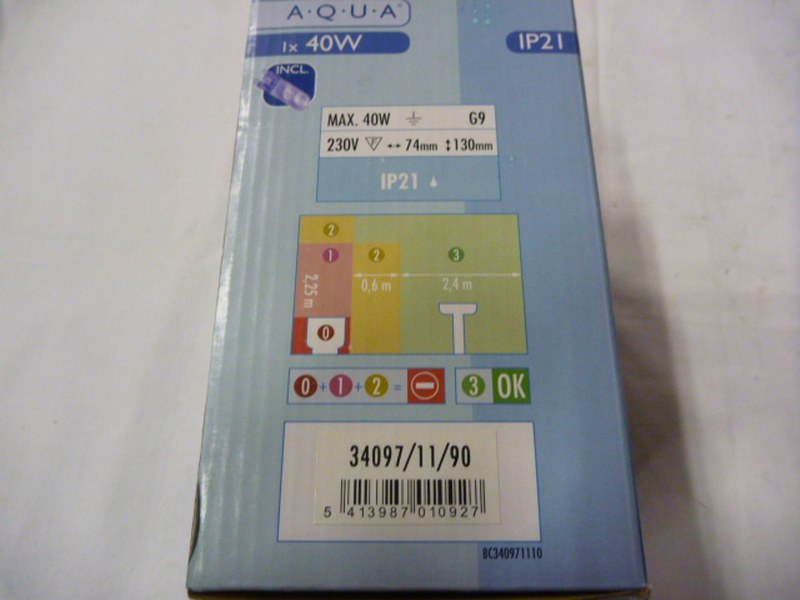 A·Q·U·A
1x 40W IP21
INCL.
MAX. 40W G9
230V F ↔ 74mm ↕130mm
IP21
2
1 2 3
2,25 m 0,6 m 2,4 m
0
0 + 1 + 2 = 3 OK
34097/11/90
5 413987 010927
BC340971110